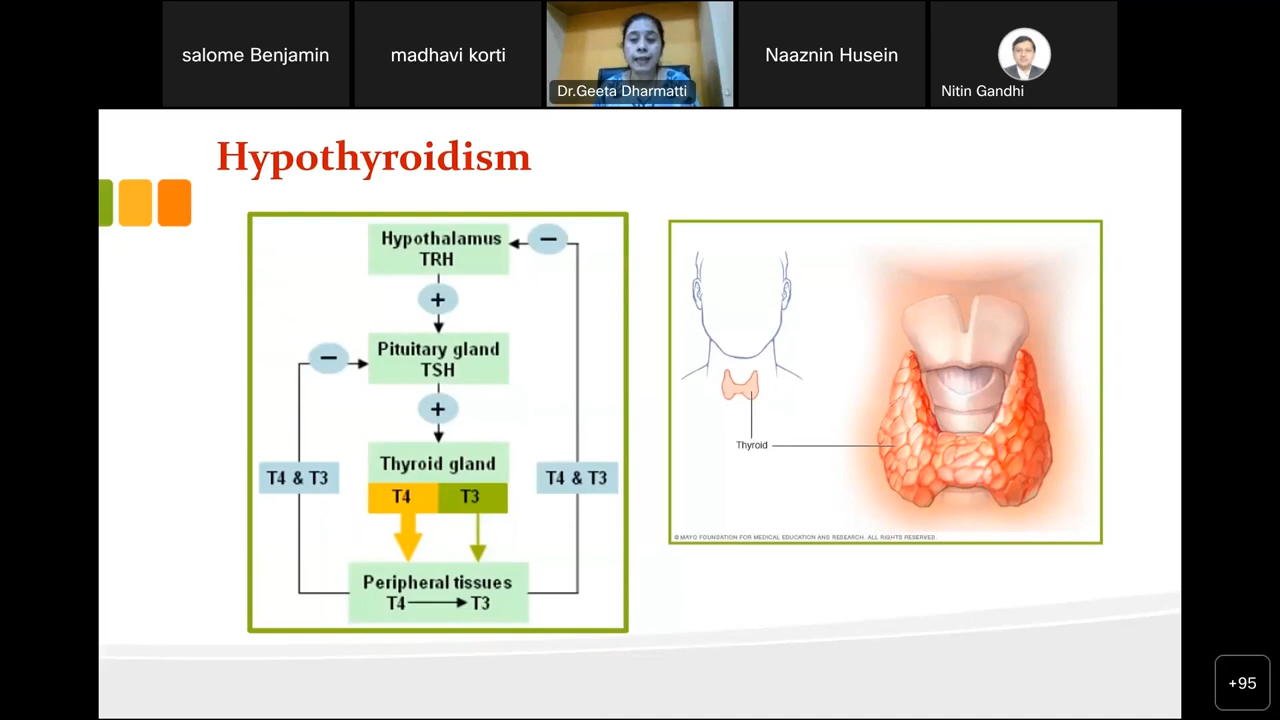 salome Benjamin
madhavi korti
Dr.Geeta Dharmatti
Naaznin Husein
Nitin Gandhi
Hypothyroidism
Hypothalamus
TRH
−
+
Pituitary gland
TSH
−
+
Thyroid gland
T4 T3
T4 & T3
T4 & T3
Peripheral tissues
T4 → T3
Thyroid
© MAYO FOUNDATION FOR MEDICAL EDUCATION AND RESEARCH. ALL RIGHTS RESERVED.
+95